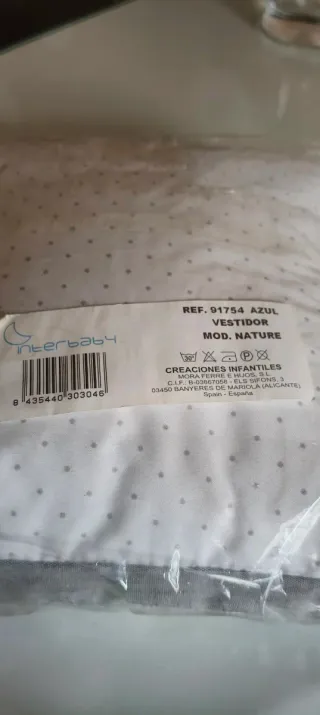 interbaby
8 435440 303046
REF. 91754 AZUL
VESTIDOR
MOD. NATURE
CREACIONES INFANTILES
MORA FERRE E HIJOS, S.L.
C.I.F.: B-03667058 - ELS SIFONS, 3
03450 BANYERES DE MARIOLA (ALICANTE)
Spain - España